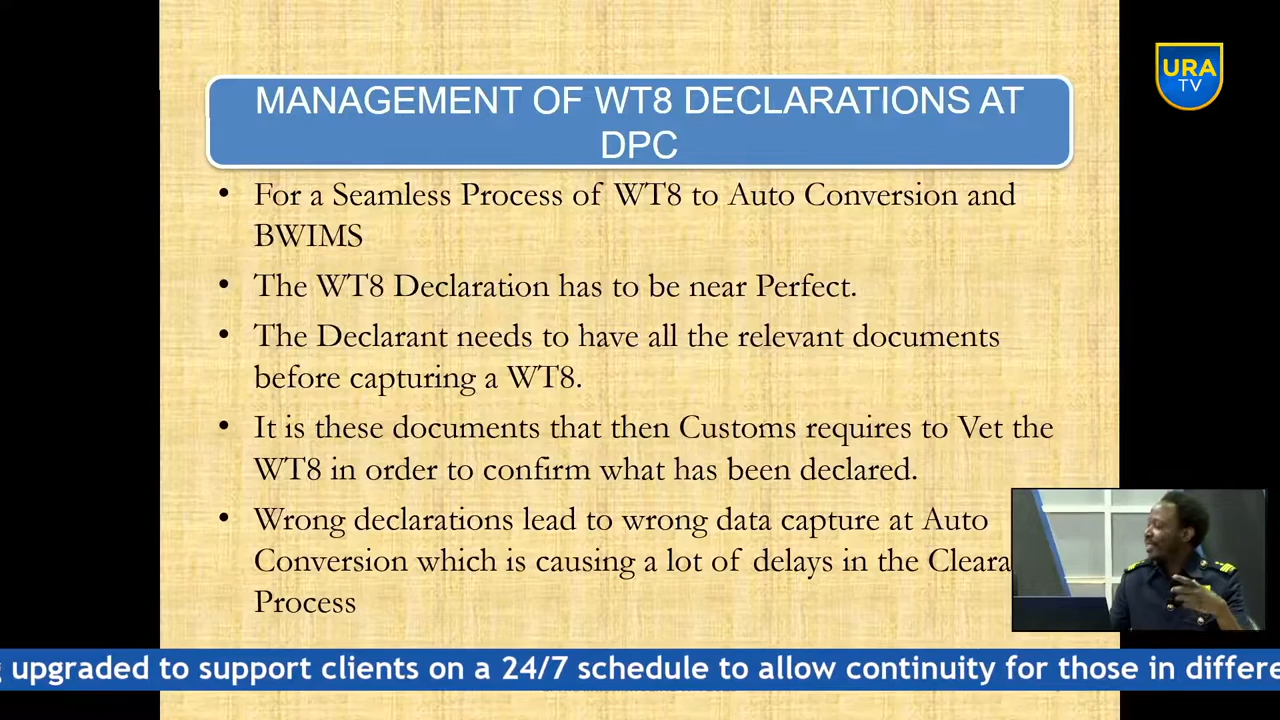 URA
TV
MANAGEMENT OF WT8 DECLARATIONS AT
DPC
• For a Seamless Process of WT8 to Auto Conversion and
BWIMS
• The WT8 Declaration has to be near Perfect.
• The Declarant needs to have all the relevant documents
before capturing a WT8.
• It is these documents that then Customs requires to Vet the
WT8 in order to confirm what has been declared.
• Wrong declarations lead to wrong data capture at Auto
Conversion which is causing a lot of delays in the Cleara
Process
upgraded to support clients on a 24/7 schedule to allow continuity for those in differe